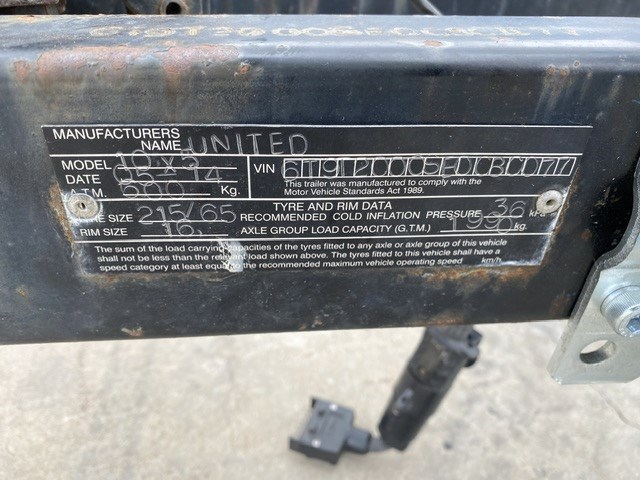 MANUFACTURERS
NAME UNITED
MODEL 10 x 5
DATE 05-14
A.T.M. Kg.
VIN
This trailer was manufactured to comply with the
Motor Vehicle Standards Act 1989.
TYRE AND RIM DATA
SIZE 215/65 RECOMMENDED COLD INFLATION PRESSURE 36
RIM SIZE 16 AXLE GROUP LOAD CAPACITY (G.T.M.) 1990 kg.
The sum of the load carrying capacities of the tyres fitted to any axle or axle group of this vehicle
shall not be less than the relevant load shown above. The tyres fitted to this vehicle shall have a
speed category at least equal to the recommended maximum vehicle operating speed km/h